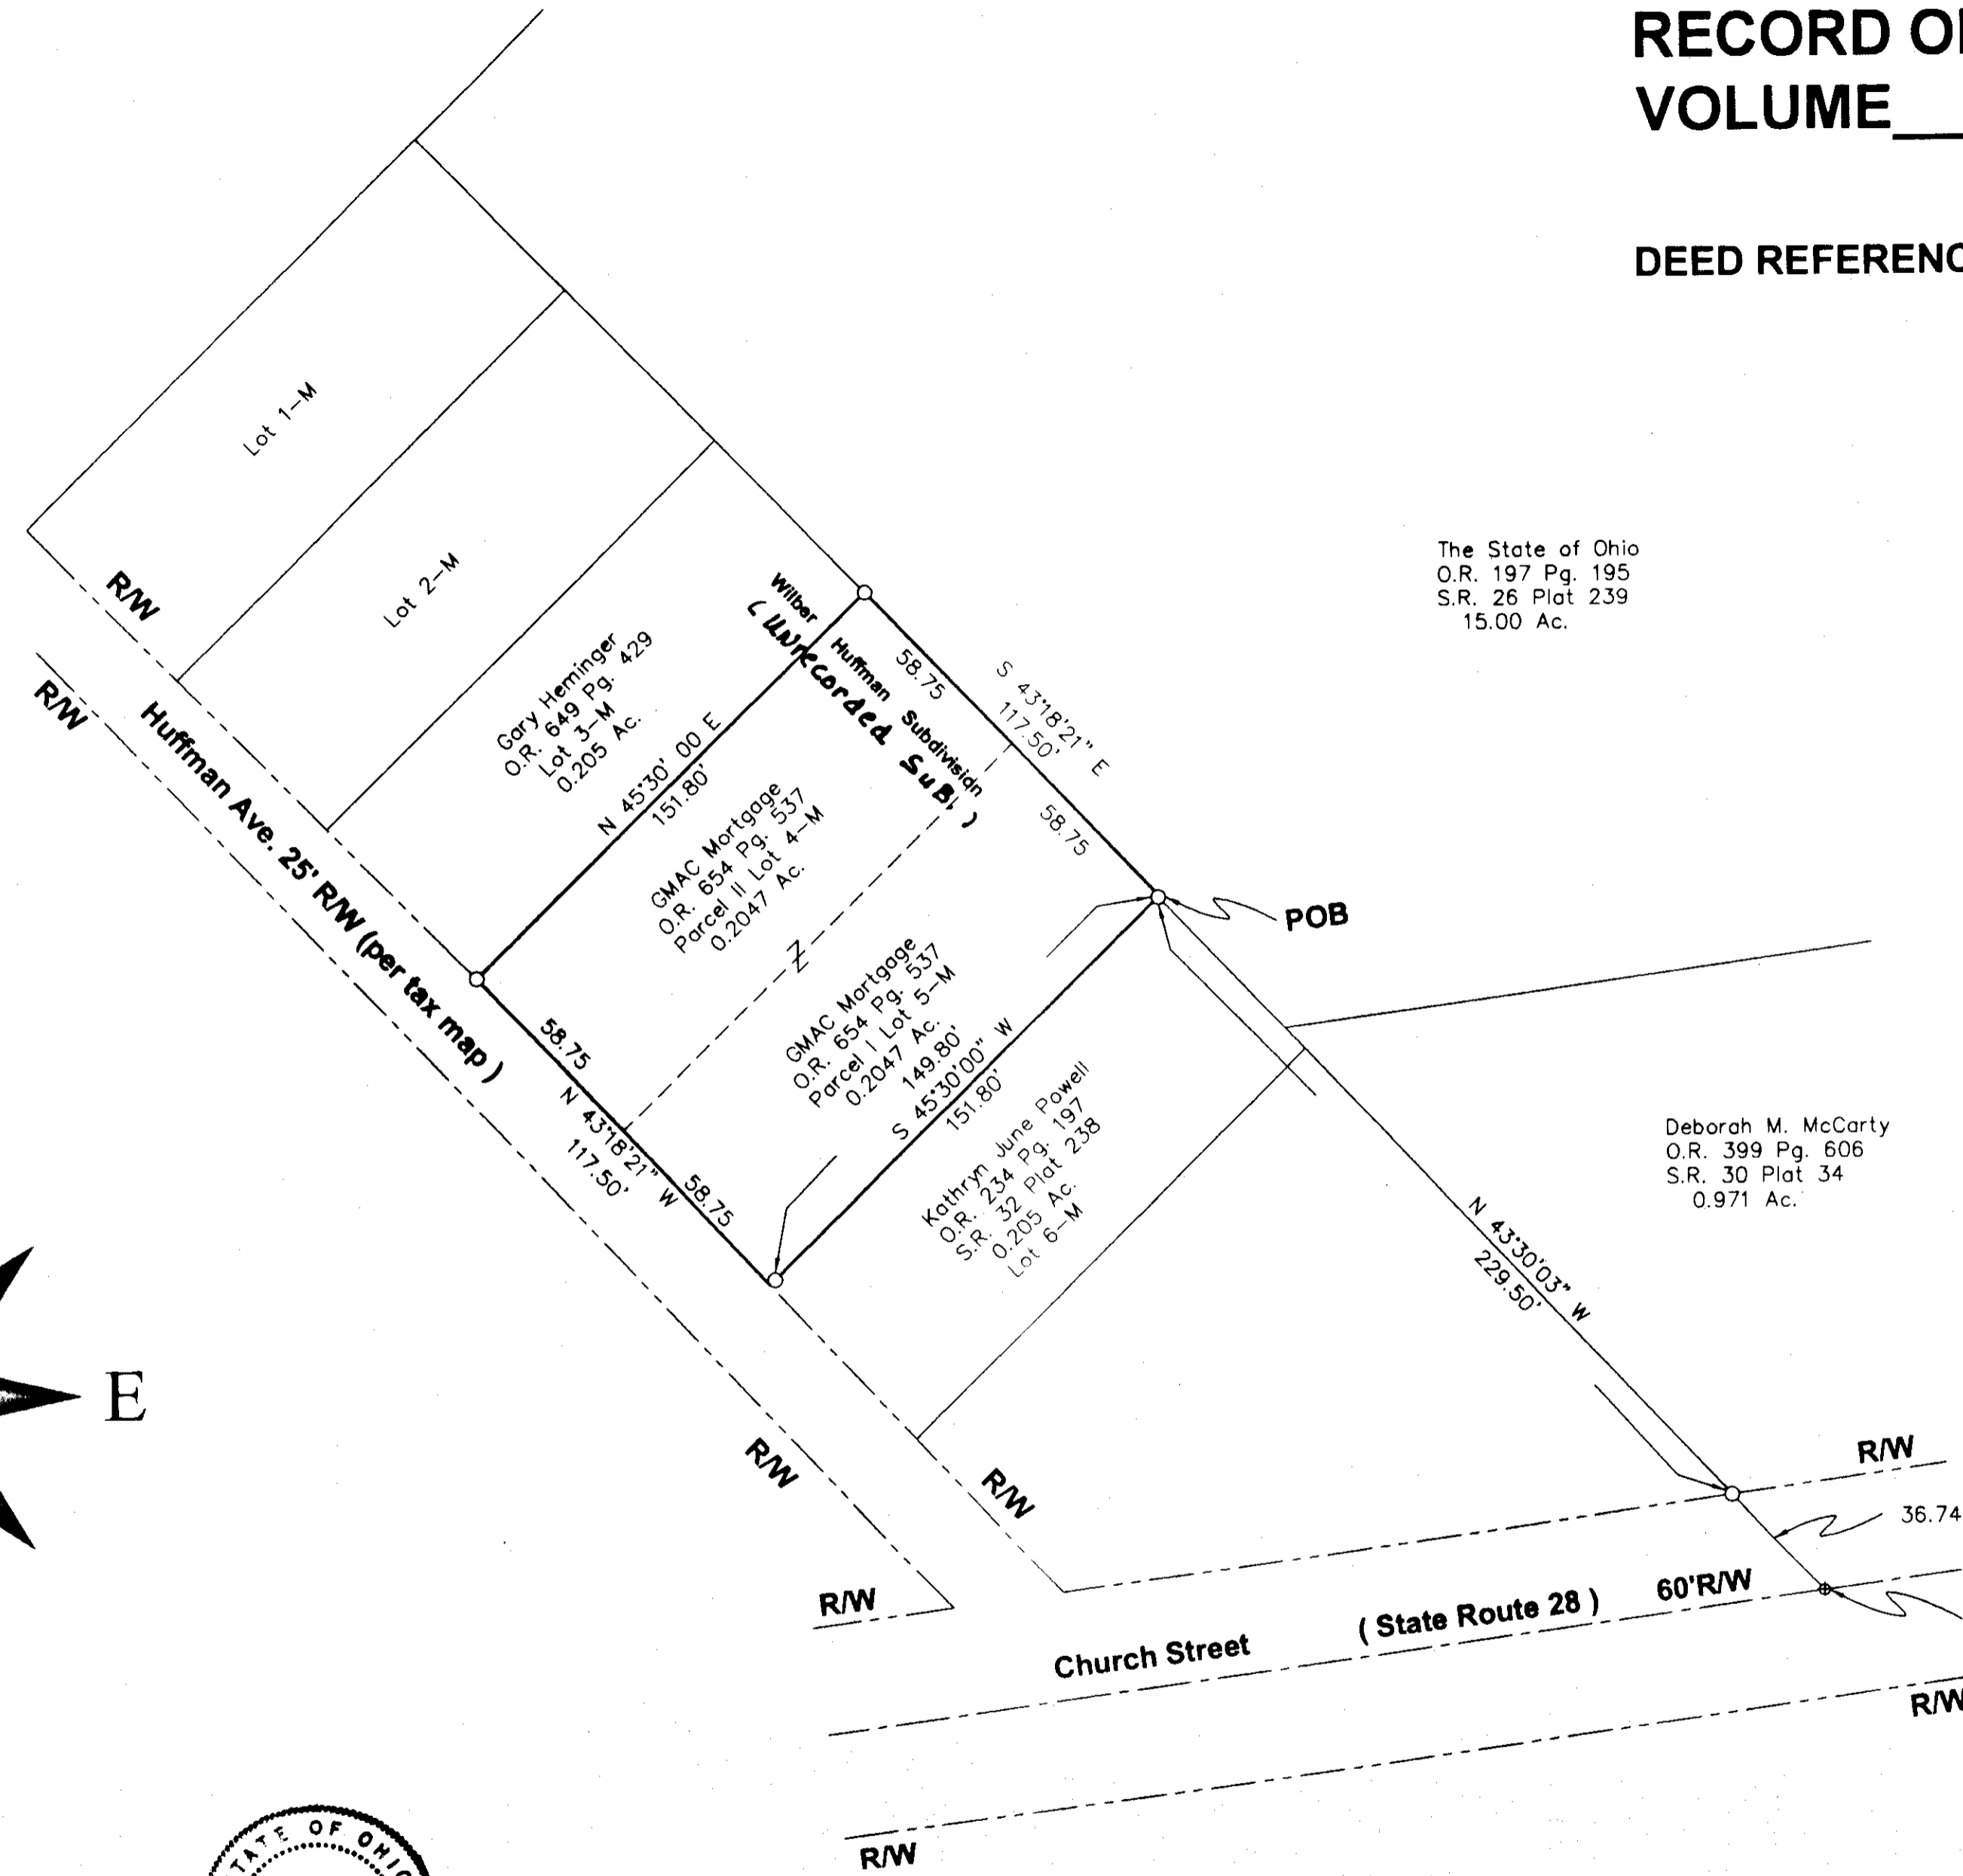 RECORD O
VOLUME___
DEED REFERENC
Lot 1-M
Lot 2-M
R/W
R/W
Huffman Ave. 25' R/W (per tax map)
Gary Heminger
O.R. 649 Pg. 429
Lot 3-M
0.205 Ac.
Wilber Huffman Subdivision
(UNrecorded SuB.)
N 45°30' 00 E
151.80'
58.75
S 43°18'21" E
117.50'
58.75
The State of Ohio
O.R. 197 Pg. 195
S.R. 26 Plat 239
15.00 Ac.
GMAC Mortgage
O.R. 654 Pg. 537
Parcel II Lot 4-M
0.2047 Ac.
Z
POB
GMAC Mortgage
O.R. 654 Pg. 537
Parcel I Lot 5-M
0.2047 Ac.
149.80'
S 45°30'00" W
151.80'
58.75
N 43°18'21" W
117.50'
58.75
Kathryn June Powell
O.R. 234 Pg. 197
S.R. 32 Plat 238
0.205 Ac.
Lot 6-M
Deborah M. McCarty
O.R. 399 Pg. 606
S.R. 30 Plat 34
0.971 Ac.
N 43°30'03" W
229.50'
E
R/W
R/W
R/W
36.74
R/W
Church Street
( State Route 28 )
60'R/W
R/W
R/W
STATE OF OHIO